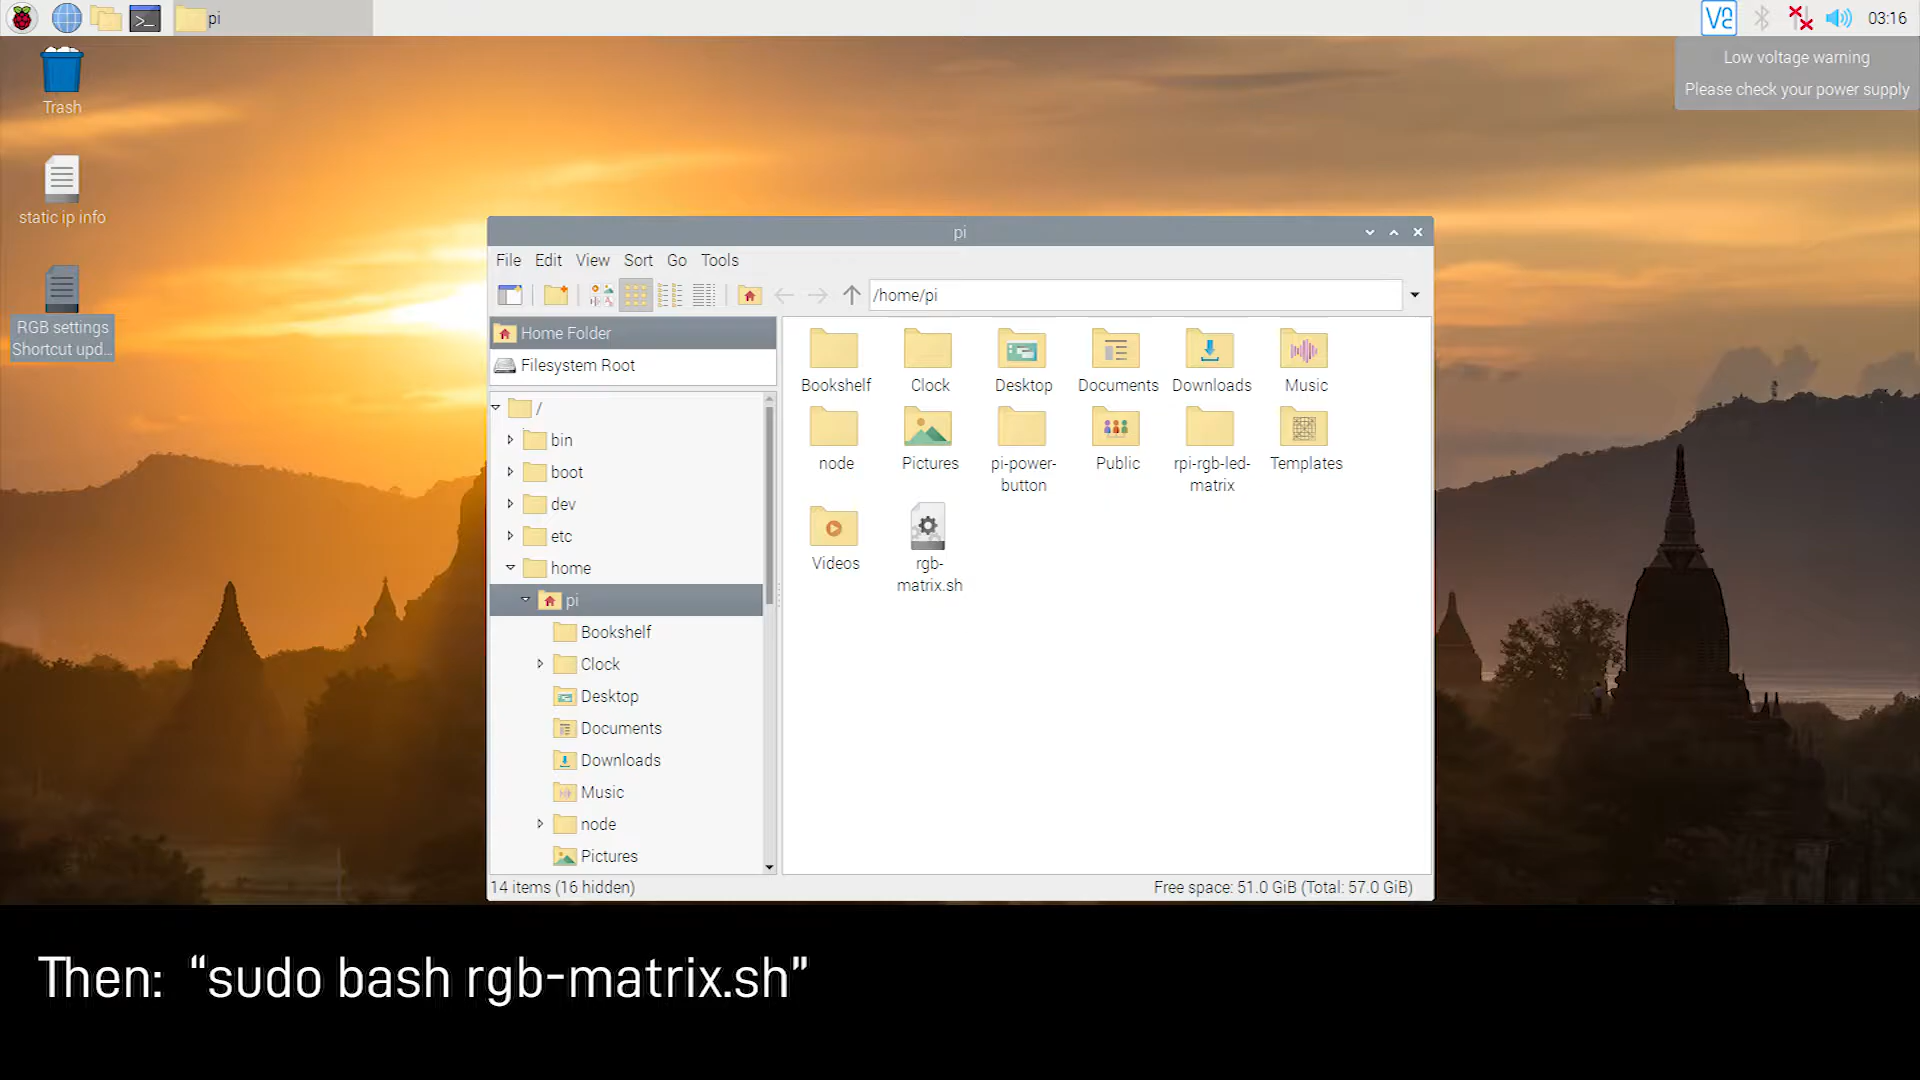 pi
03:16
Low voltage warning
Please check your power supply
Trash
static ip info
RGB settings
Shortcut upd...
pi
File Edit View Sort Go Tools
/home/pi
Home Folder
Filesystem Root
/
bin
boot
dev
etc
home
pi
Bookshelf
Clock
Desktop
Documents
Downloads
Music
node
Pictures
Bookshelf Clock Desktop Documents Downloads Music
node Pictures pi-power-
button Public rpi-rgb-led-
matrix Templates
Videos rgb-
matrix.sh
14 items (16 hidden)
Free space: 51.0 GiB (Total: 57.0 GiB)
Then: “sudo bash rgb-matrix.sh”